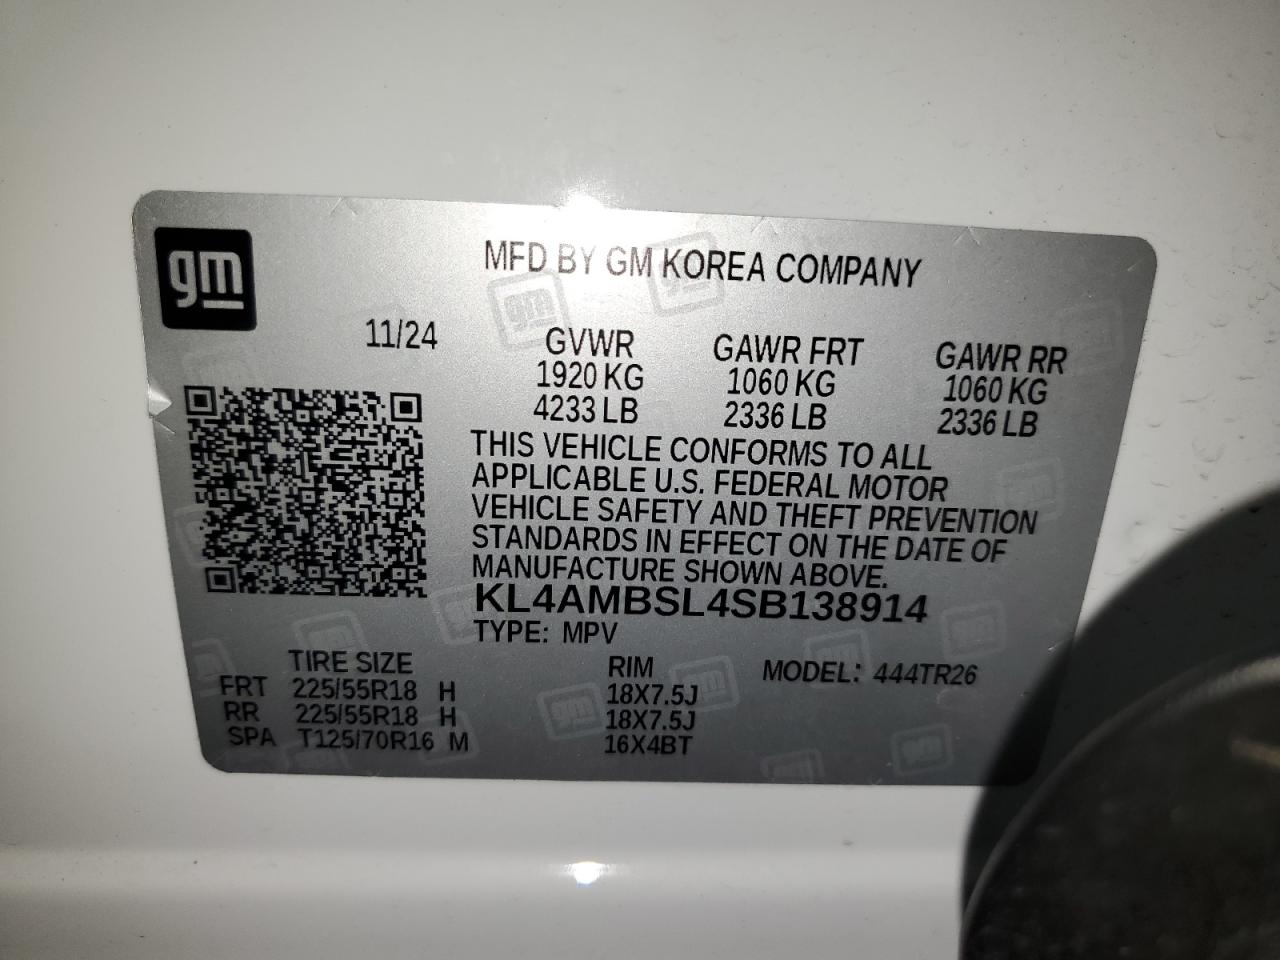 gm
MFD BY GM KOREA COMPANY
11/24
GVWR GAWR FRT GAWR RR
1920 KG 1060 KG 1060 KG
4233 LB 2336 LB 2336 LB
THIS VEHICLE CONFORMS TO ALL
APPLICABLE U.S. FEDERAL MOTOR
VEHICLE SAFETY AND THEFT PREVENTION
STANDARDS IN EFFECT ON THE DATE OF
MANUFACTURE SHOWN ABOVE.
KL4AMBSL4SB138914
TYPE: MPV
TIRE SIZE RIM MODEL: 444TR26
FRT 225/55R18 H 18X7.5J
RR 225/55R18 H 18X7.5J
SPA T125/70R16 M 16X4BT